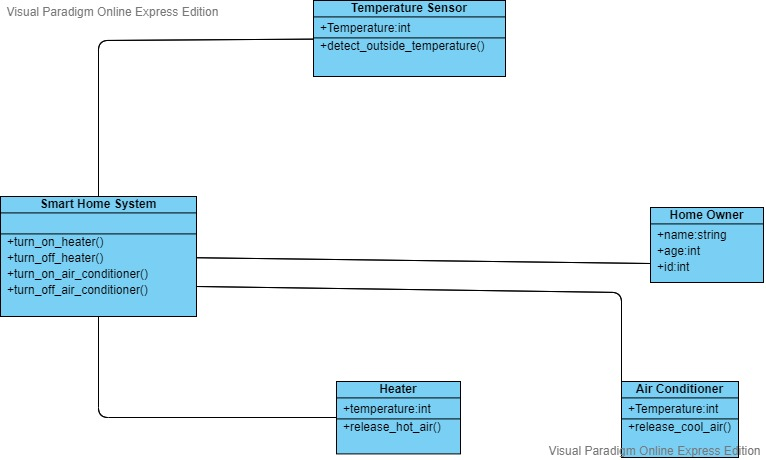 Visual Paradigm Online Express Edition
Temperature Sensor
+Temperature:int
+detect_outside_temperature()
Smart Home System
+turn_on_heater()
+turn_off_heater()
+turn_on_air_conditioner()
+turn_off_air_conditioner()
Home Owner
+name:string
+age:int
+id:int
Heater
+temperature:int
+release_hot_air()
Air Conditioner
+Temperature:int
+release_cool_air()
Visual Paradigm Online Express Edition